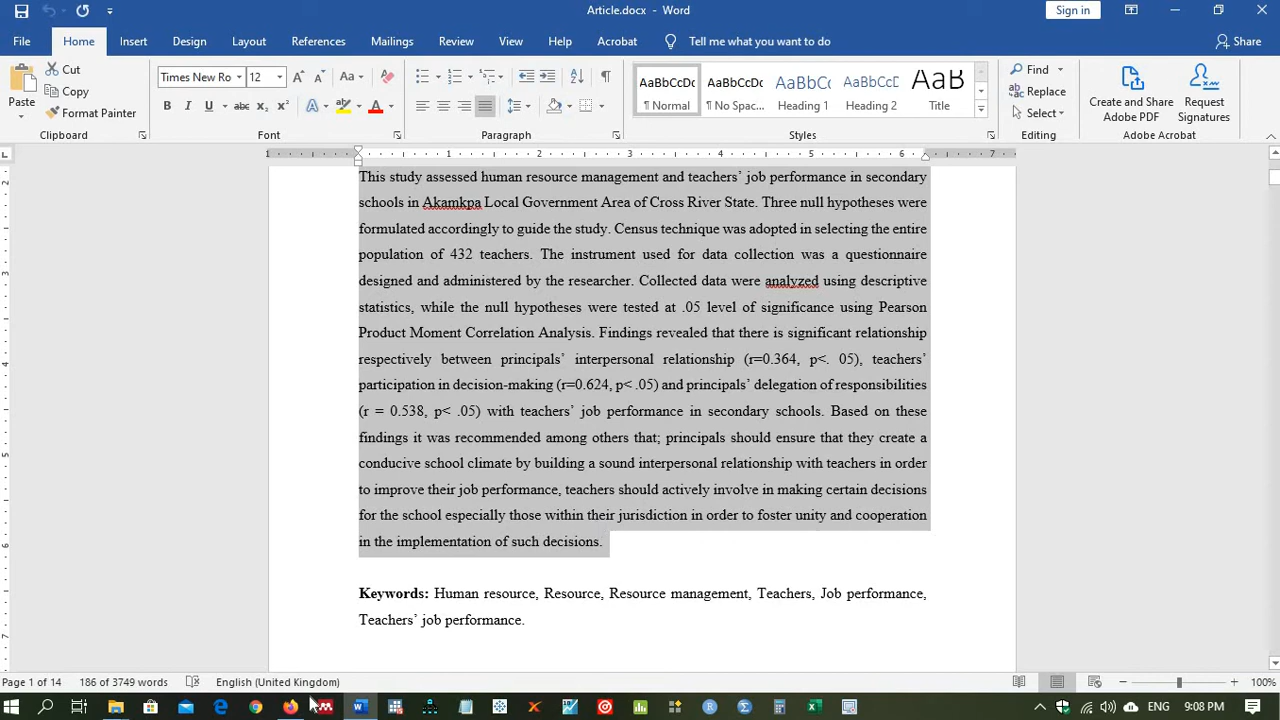 Article.docx - Word
Sign in
File Home Insert Design Layout References Mailings Review View Help Acrobat Tell me what you want to do Share
Paste
Cut
Copy
Format Painter
Clipboard
Times New Ro 12
Font
Paragraph
AaBbCcDc AaBbCcDc AaBbCc AaBbCcD AaB
¶ Normal ¶ No Spac... Heading 1 Heading 2 Title
Styles
Find
Replace
Select
Editing
Create and Share Adobe PDF
Request Signatures
Adobe Acrobat
1 1 2 3 4 5 6 7
This study assessed human resource management and teachers’ job performance in secondary
schools in Akamkpa Local Government Area of Cross River State. Three null hypotheses were
formulated accordingly to guide the study. Census technique was adopted in selecting the entire
population of 432 teachers. The instrument used for data collection was a questionnaire
designed and administered by the researcher. Collected data were analyzed using descriptive
statistics, while the null hypotheses were tested at .05 level of significance using Pearson
Product Moment Correlation Analysis. Findings revealed that there is significant relationship
respectively between principals’ interpersonal relationship (r=0.364, p<. 05), teachers’
participation in decision-making (r=0.624, p< .05) and principals’ delegation of responsibilities
(r = 0.538, p< .05) with teachers’ job performance in secondary schools. Based on these
findings it was recommended among others that; principals should ensure that they create a
conducive school climate by building a sound interpersonal relationship with teachers in order
to improve their job performance, teachers should actively involve in making certain decisions
for the school especially those within their jurisdiction in order to foster unity and cooperation
in the implementation of such decisions.
Keywords: Human resource, Resource, Resource management, Teachers, Job performance,
Teachers’ job performance.
Page 1 of 14 186 of 3749 words English (United Kingdom) 100%
ENG 9:08 PM